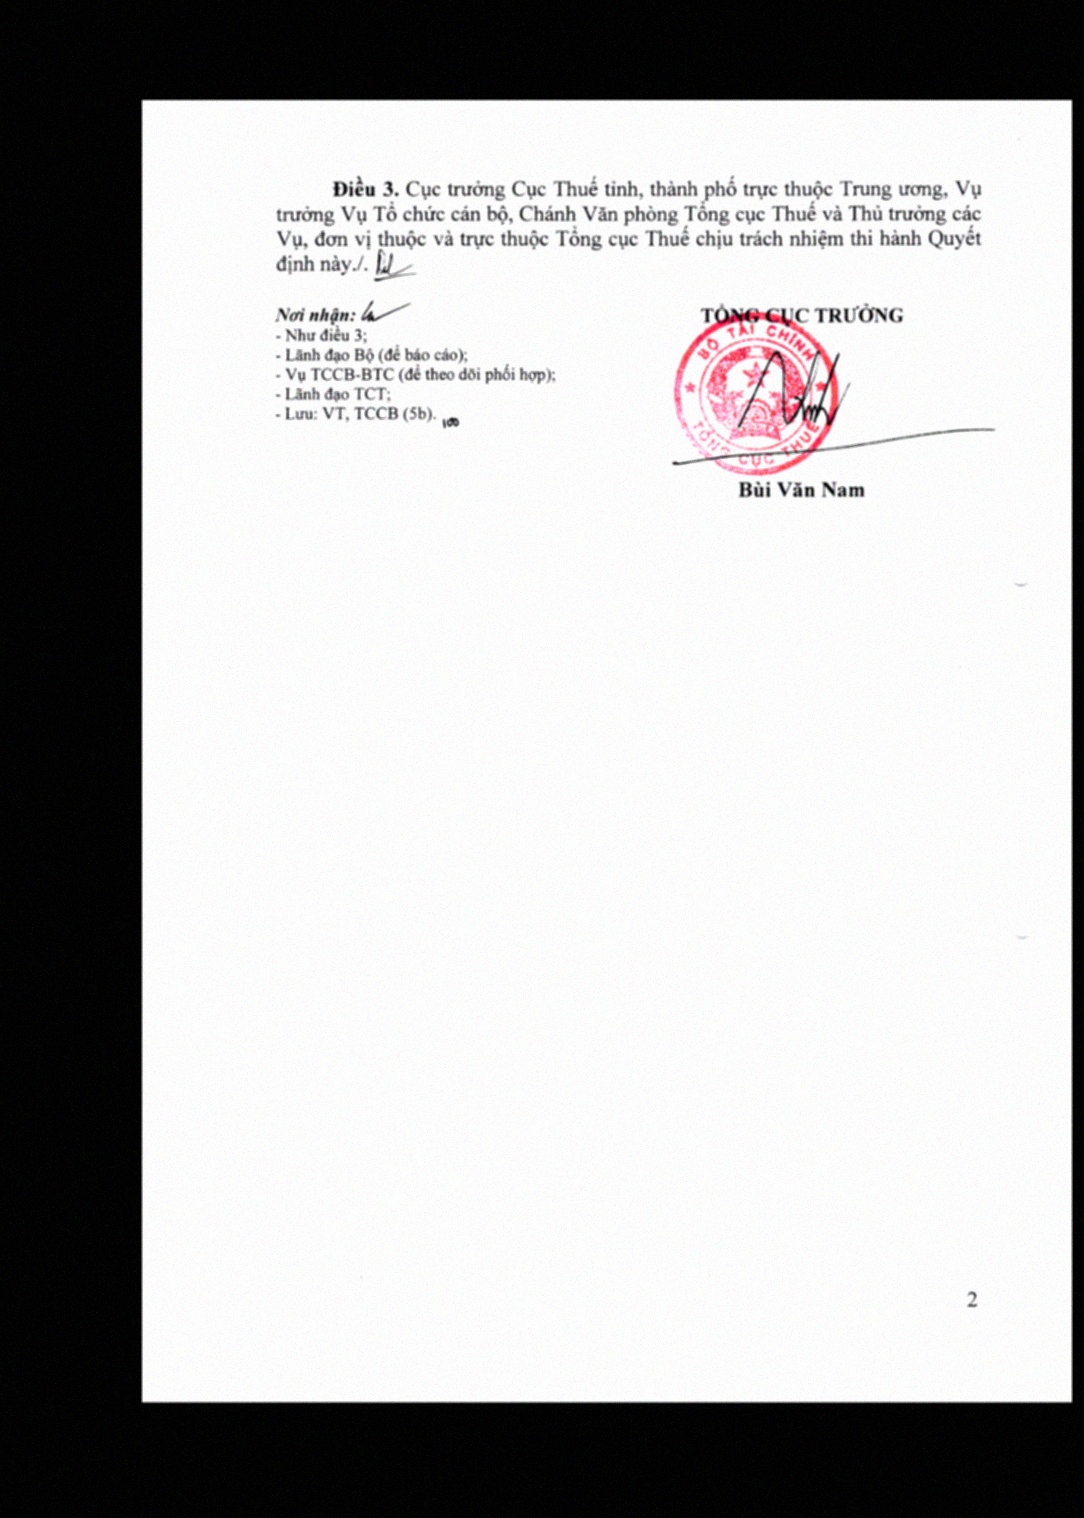 Điều 3. Cục trưởng Cục Thuế tỉnh, thành phố trực thuộc Trung ương, Vụ
trưởng Vụ Tổ chức cán bộ, Chánh Văn phòng Tổng cục Thuế và Thủ trưởng các
Vụ, đơn vị thuộc và trực thuộc Tổng cục Thuế chịu trách nhiệm thi hành Quyết
định này./.
Nơi nhận:
- Như điều 3;
- Lãnh đạo Bộ (để báo cáo);
- Vụ TCCB-BTC (để theo dõi phối hợp);
- Lãnh đạo TCT;
- Lưu: VT, TCCB (5b).
TỔNG CỤC TRƯỞNG
BỘ TÀI CHÍNH
TỔNG CỤC THUẾ
Bùi Văn Nam
2